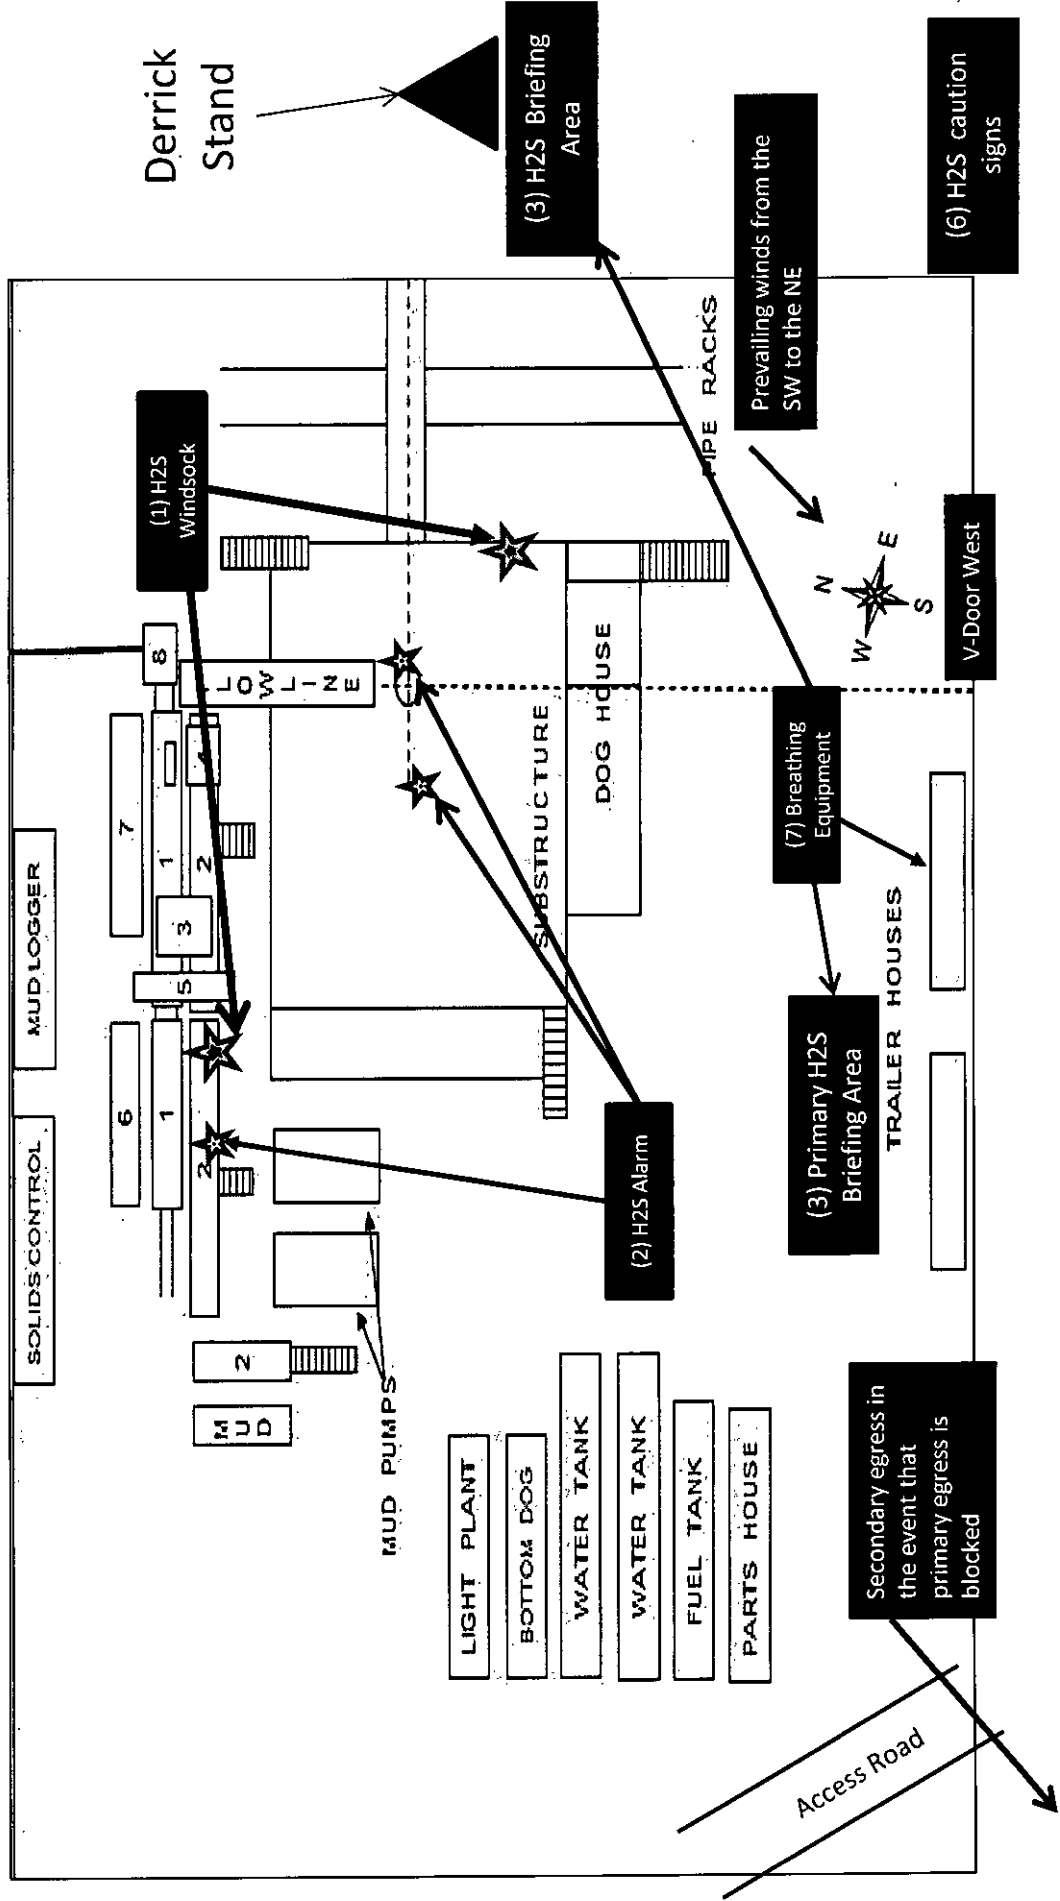 Derrick
Stand
(3) H2S Briefing
Area
Prevailing winds from the
SW to the NE
(6) H2S caution
signs
(1) H2S
Windsock
PIPE RACKS
N
E
S
W
V-Door West
8
LOW LINE
7
1
2
3
4
5
MUD LOGGER
SUBSTRUCTURE
DOG HOUSE
(7) Breathing
Equipment
(3) Primary H2S
Briefing Area
TRAILER HOUSES
(2) H2S Alarm
SOLIDS CONTROL
6
1
2
2
MUD
MUD PUMPS
LIGHT PLANT
BOTTOM DOG
WATER TANK
WATER TANK
FUEL TANK
PARTS HOUSE
Secondary egress in
the event that
primary egress is
blocked
Access Road